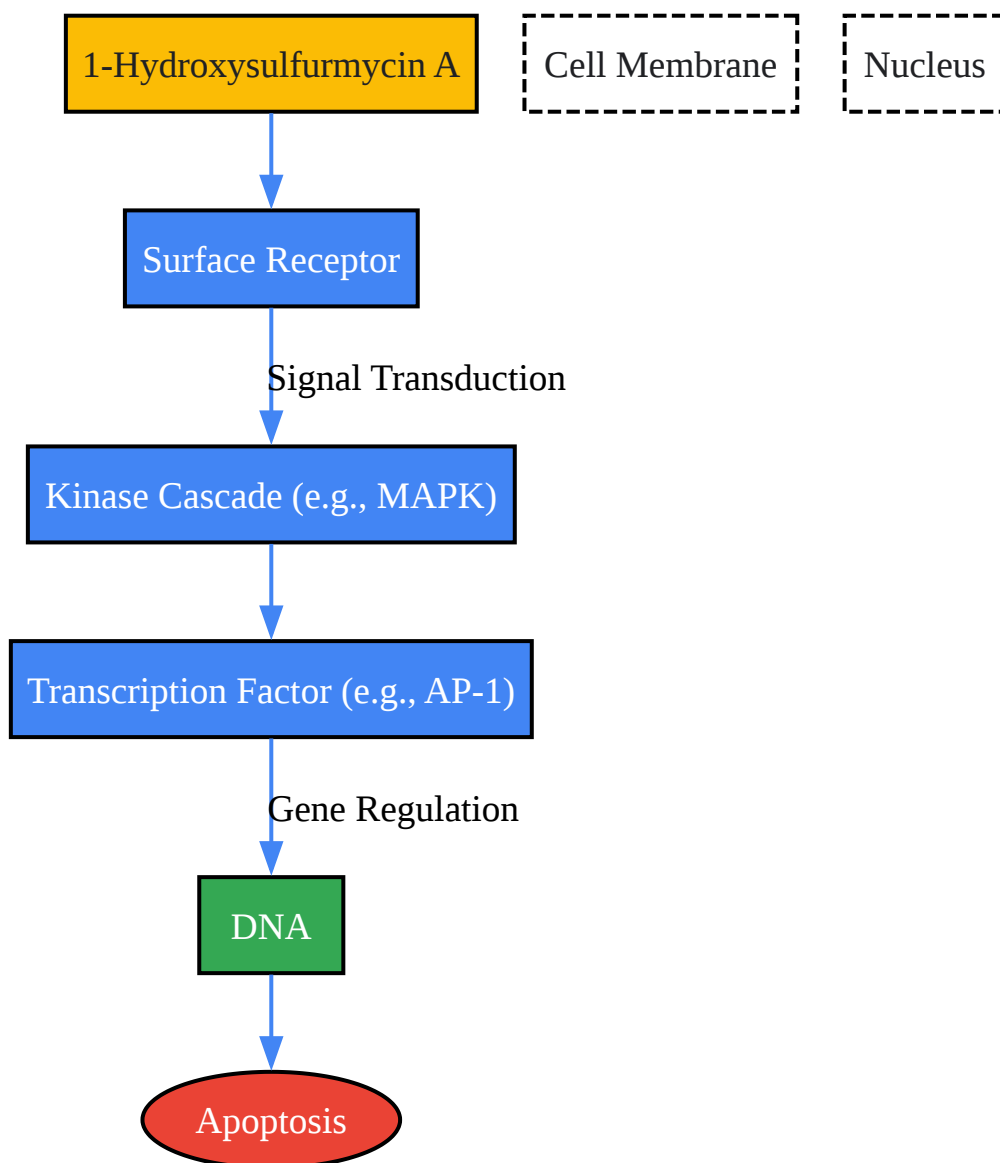 1-Hydroxysulfurmycin A
Cell Membrane
Nucleus
Surface Receptor
Signal Transduction
Kinase Cascade (e.g., MAPK)
Transcription Factor (e.g., AP-1)
Gene Regulation
DNA
Apoptosis